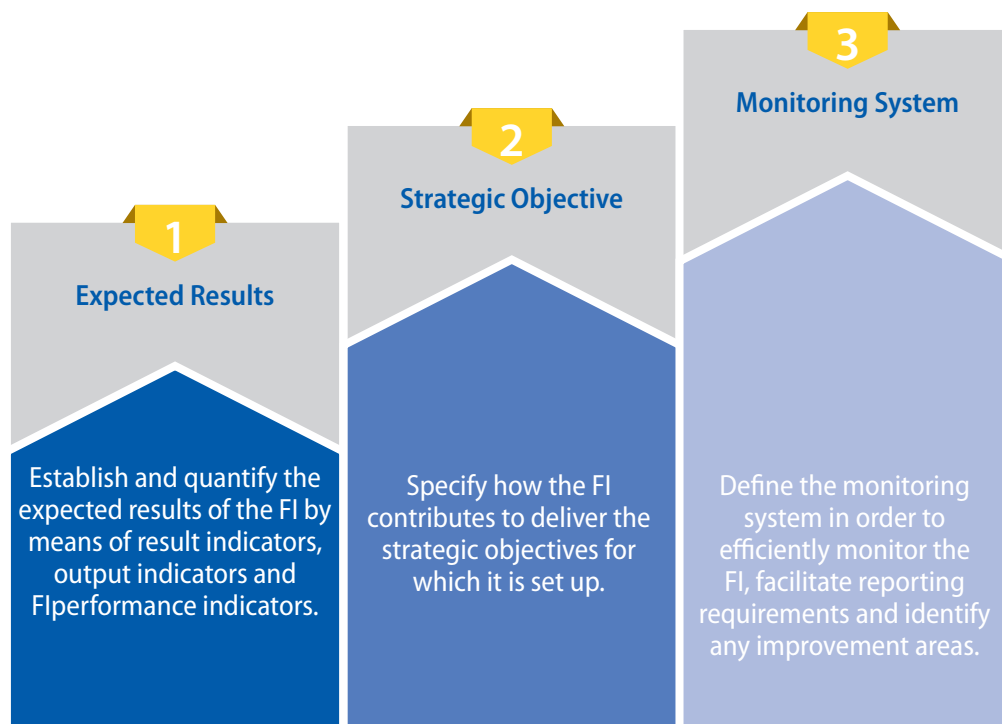 1
Expected Results
Establish and quantify the
expected results of the FI by
means of result indicators,
output indicators and
FIperformance indicators.
2
Strategic Objective
Specify how the FI
contributes to deliver the
strategic objectives for
which it is set up.
3
Monitoring System
Define the monitoring
system in order to
efficiently monitor the
FI, facilitate reporting
requirements and identify
any improvement areas.